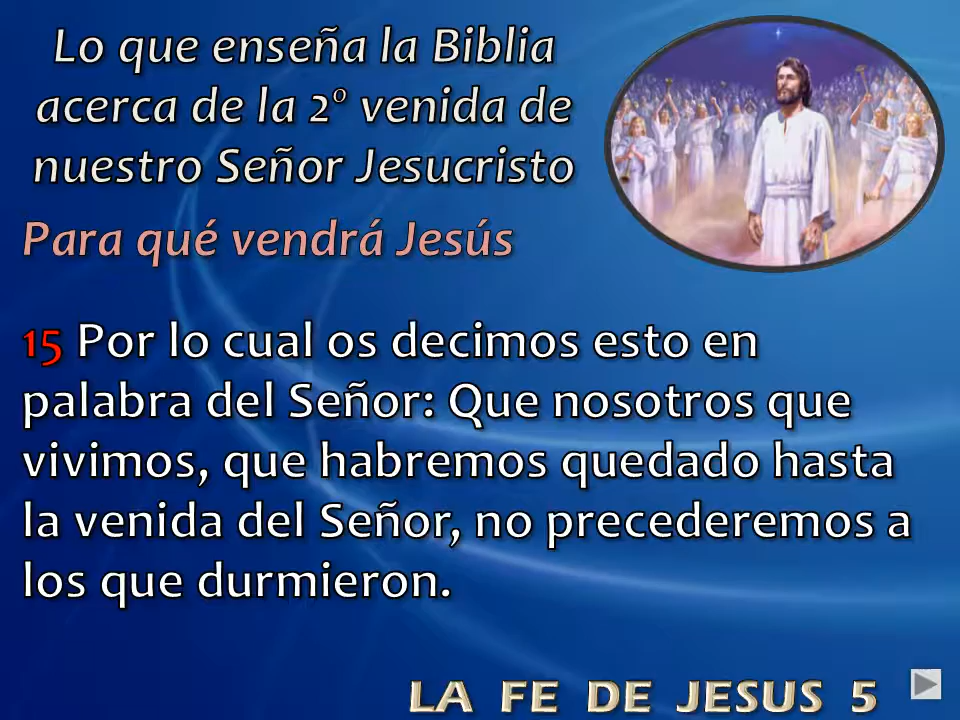 Lo que enseña la Biblia
acerca de la 2º venida de
nuestro Señor Jesucristo
Para qué vendrá Jesús
15 Por lo cual os decimos esto en
palabra del Señor: Que nosotros que
vivimos, que habremos quedado hasta
la venida del Señor, no precederemos a
los que durmieron.
LA FE DE JESUS 5